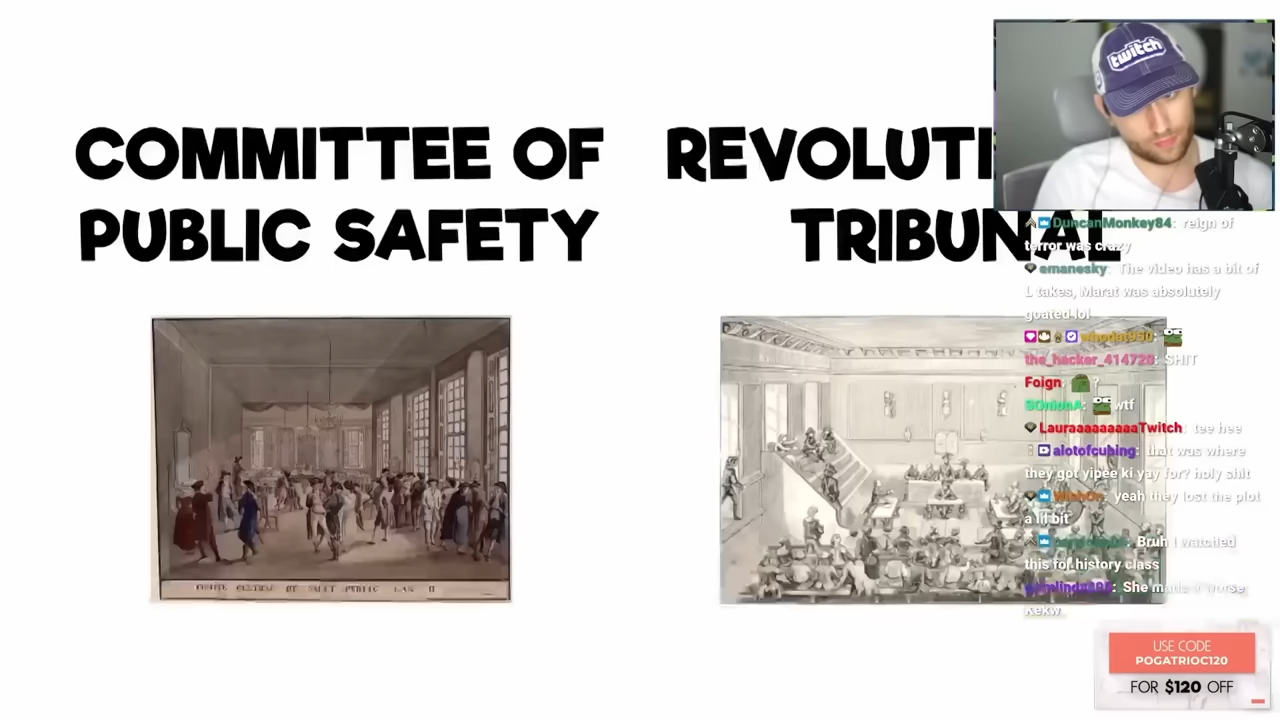 COMMITTEE OF
PUBLIC SAFETY
REVOLUTI
TRIBUNAL
twitch
DuncanMonkey84: reign of
terror was crazy
emanesky: The video has a bit of
L takes, Marat was absolutely
goated lol
whodat950:
the_hacker_414720: SHIT
Foign ?
wtf
LauraaaaaaaaTwitch: tee hee
alotofcubing: that was where
they got yipee ki yay for? holy shit
yeah they lost the plot
a lil bit
Bruh I watched
this for history class
She made it worse
Kekw
USE CODE
POGATRIOC120
FOR $120 OFF